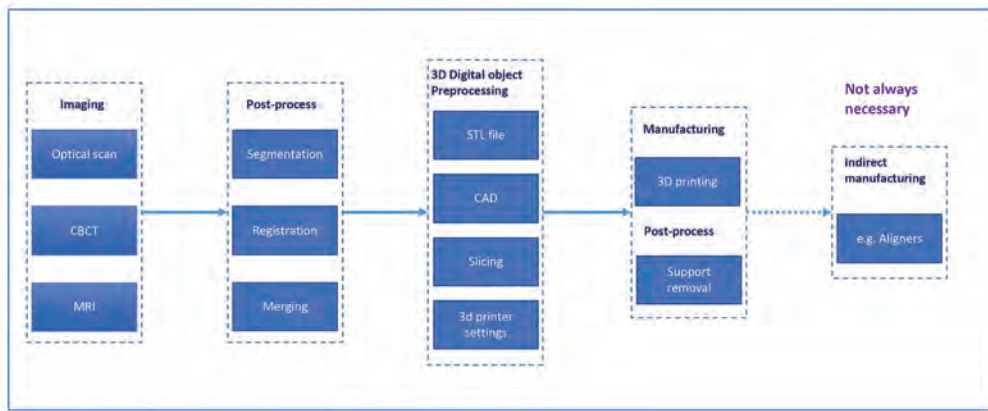 Imaging
Optical scan
CBCT
MRI
Post-process
Segmentation
Registration
Merging
3D Digital object
Preprocessing
STL file
CAD
Slicing
3d printer
settings
Manufacturing
3D printing
Post-process
Support
removal
Not always
necessary
Indirect
manufacturing
e.g. Aligners